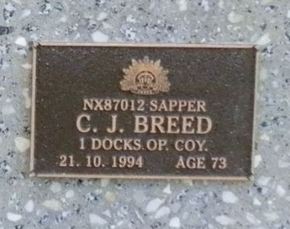 NX87012 SAPPER
C. J. BREED
1 DOCKS. OP. COY.
21. 10. 1994 AGE 73